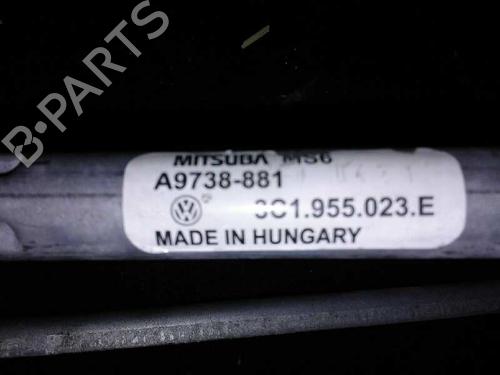 B-PARTS
MITSUBA MS6
A9738-881
3C1.955.023.E
MADE IN HUNGARY